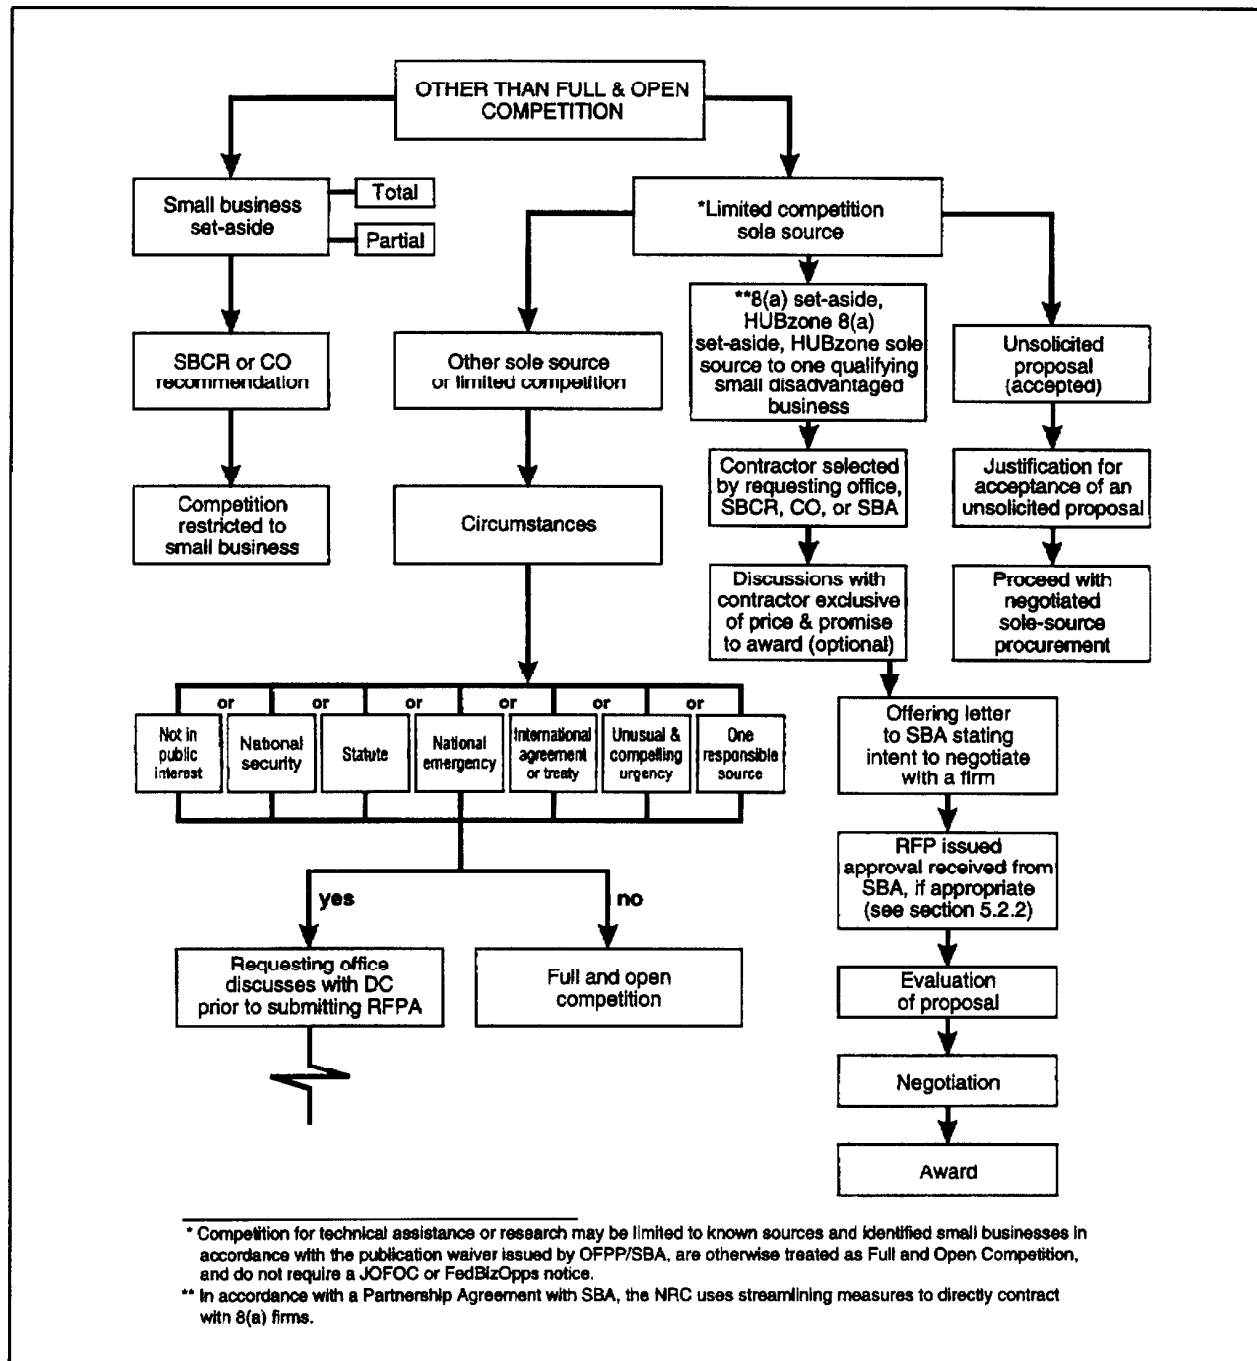 OTHER THAN FULL & OPEN
COMPETITION
Small business
set-aside
Total
Partial
*Limited competition
sole source
SBCR or CO
recommendation
Other sole source
or limited competition
**8(a) set-aside,
HUBzone 8(a)
set-aside, HUBzone sole
source to one qualifying
small disadvantaged
business
Unsolicited
proposal
(accepted)
Competition
restricted to
small business
Circumstances
Contractor selected
by requesting office,
SBCR, CO, or SBA
Justification for
acceptance of an
unsolicited proposal
Discussions with
contractor exclusive
of price & promise
to award (optional)
Proceed with
negotiated
sole-source
procurement
or
or
or
or
or
or
Not in
public
interest
National
security
Statute
National
emergency
International
agreement
or treaty
Unusual &
compelling
urgency
One
responsible
source
Offering letter
to SBA stating
intent to negotiate
with a firm
RFP issued
approval received from
SBA, if appropriate
(see section 5.2.2)
yes
no
Requesting office
discusses with DC
prior to submitting RFPA
Full and open
competition
Evaluation
of proposal
Negotiation
Award
* Competition for technical assistance or research may be limited to known sources and identified small businesses in
accordance with the publication waiver issued by OFPP/SBA, are otherwise treated as Full and Open Competition,
and do not require a JOFOC or FedBizOpps notice.
** In accordance with a Partnership Agreement with SBA, the NRC uses streamlining measures to directly contract
with 8(a) firms.